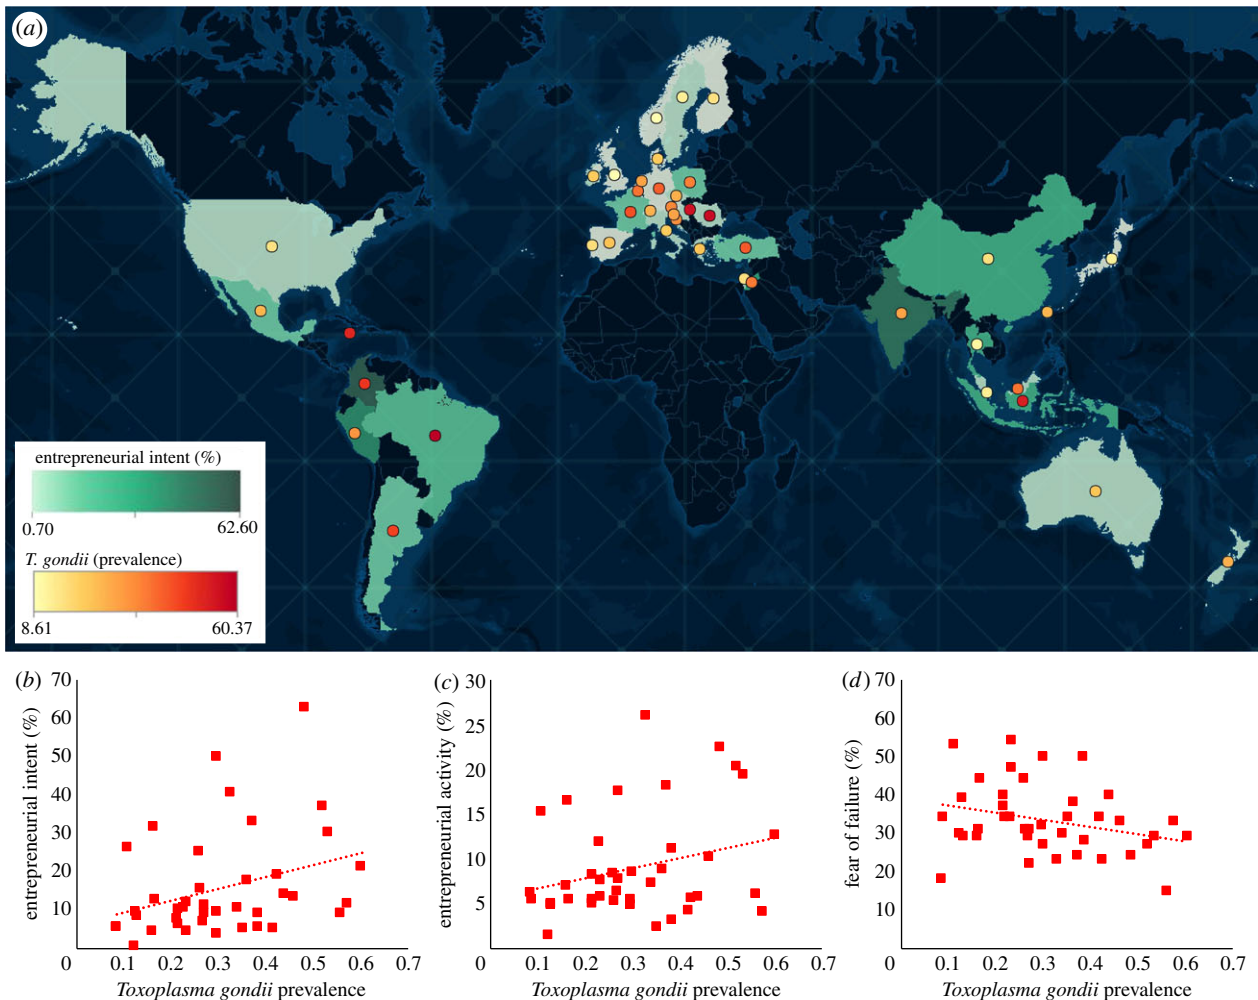 (a)
entrepreneurial intent (%)
0.70 62.60
T. gondii (prevalence)
8.61 60.37
(b)
entrepreneurial intent (%)
70
60
50
40
30
20
10
0 0.1 0.2 0.3 0.4 0.5 0.6 0.7
Toxoplasma gondii prevalence
(c)
entrepreneurial activity (%)
30
25
20
15
10
5
0 0.1 0.2 0.3 0.4 0.5 0.6 0.7
Toxoplasma gondii prevalence
(d)
fear of failure (%)
70
60
50
40
30
20
10
0 0.1 0.2 0.3 0.4 0.5 0.6 0.7
Toxoplasma gondii prevalence